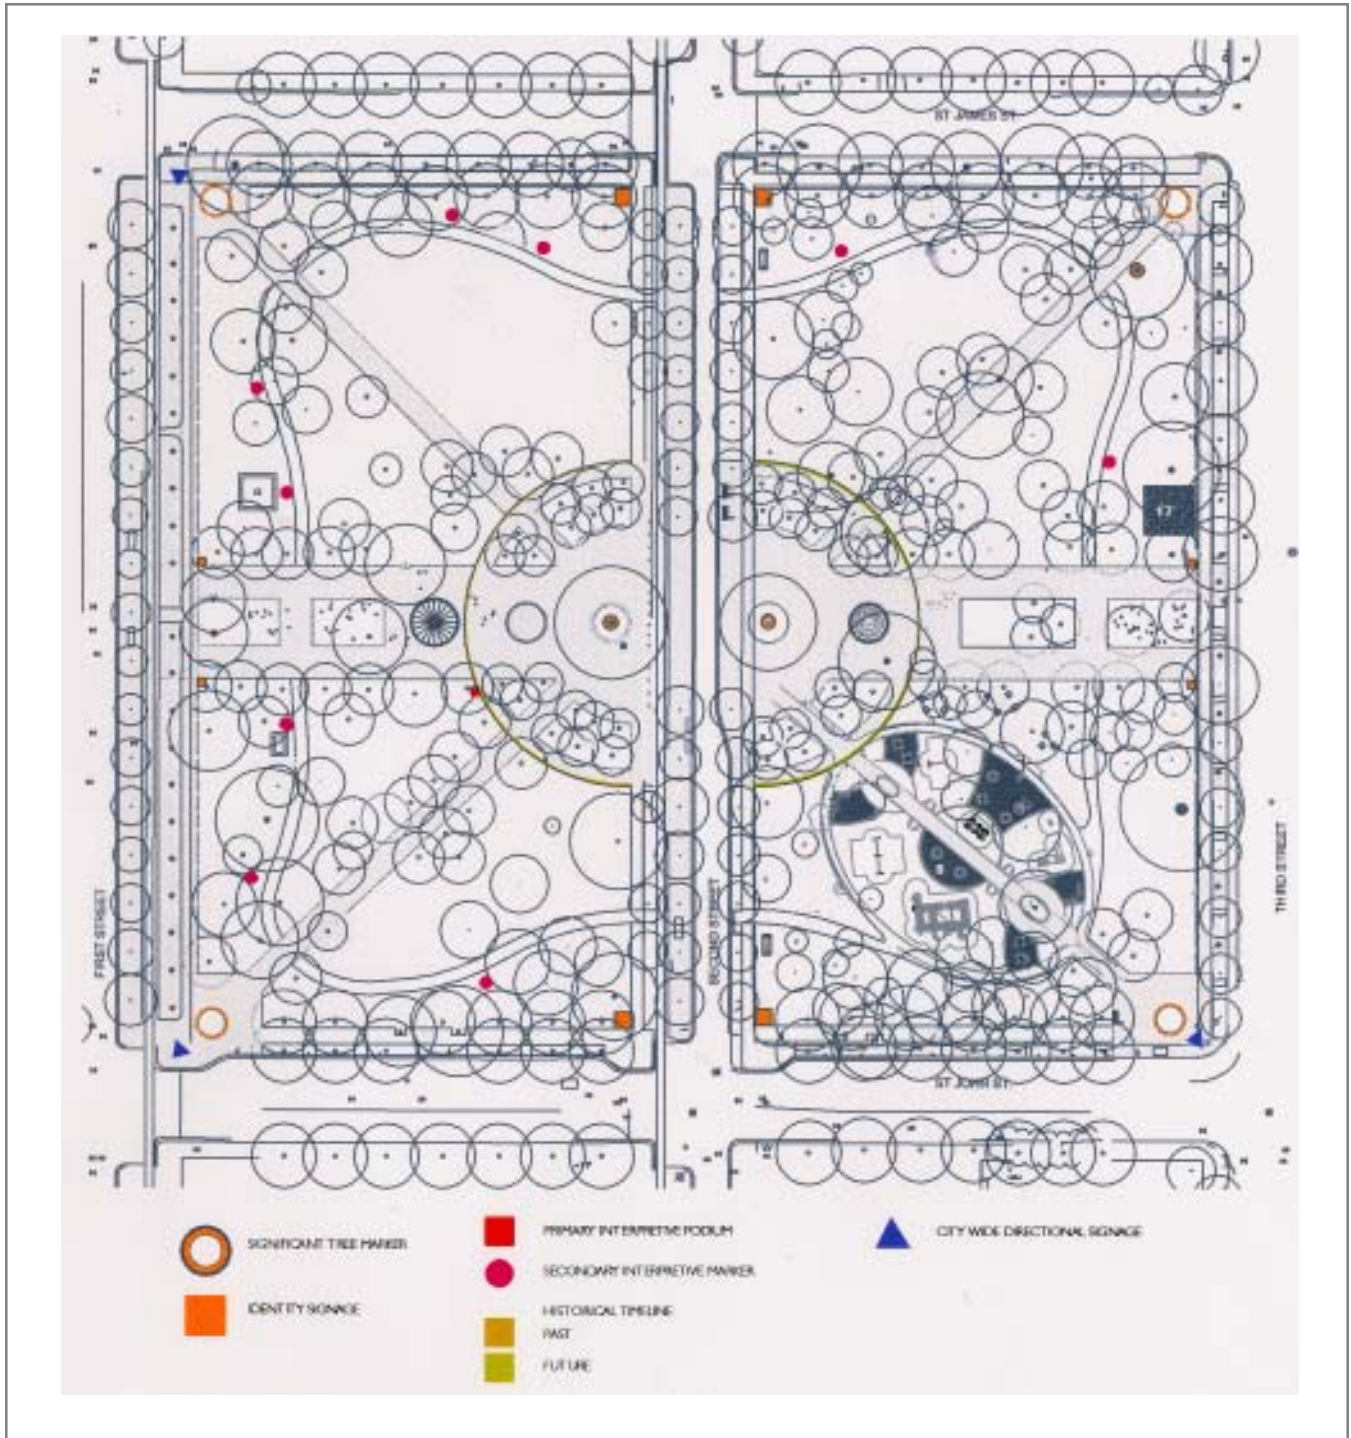 ST JAMES ST.
17
FIRST STREET
SECOND STREET
THIRD STREET
ST JOHN ST.
SIGNIFICANT TREE MARKER
IDENTITY SIGNAGE
PRIMARY INTERPRETIVE PODIUM
SECONDARY INTERPRETIVE MARKER
HISTORICAL TIMELINE
PAST
FUTURE
CITY WIDE DIRECTIONAL SIGNAGE